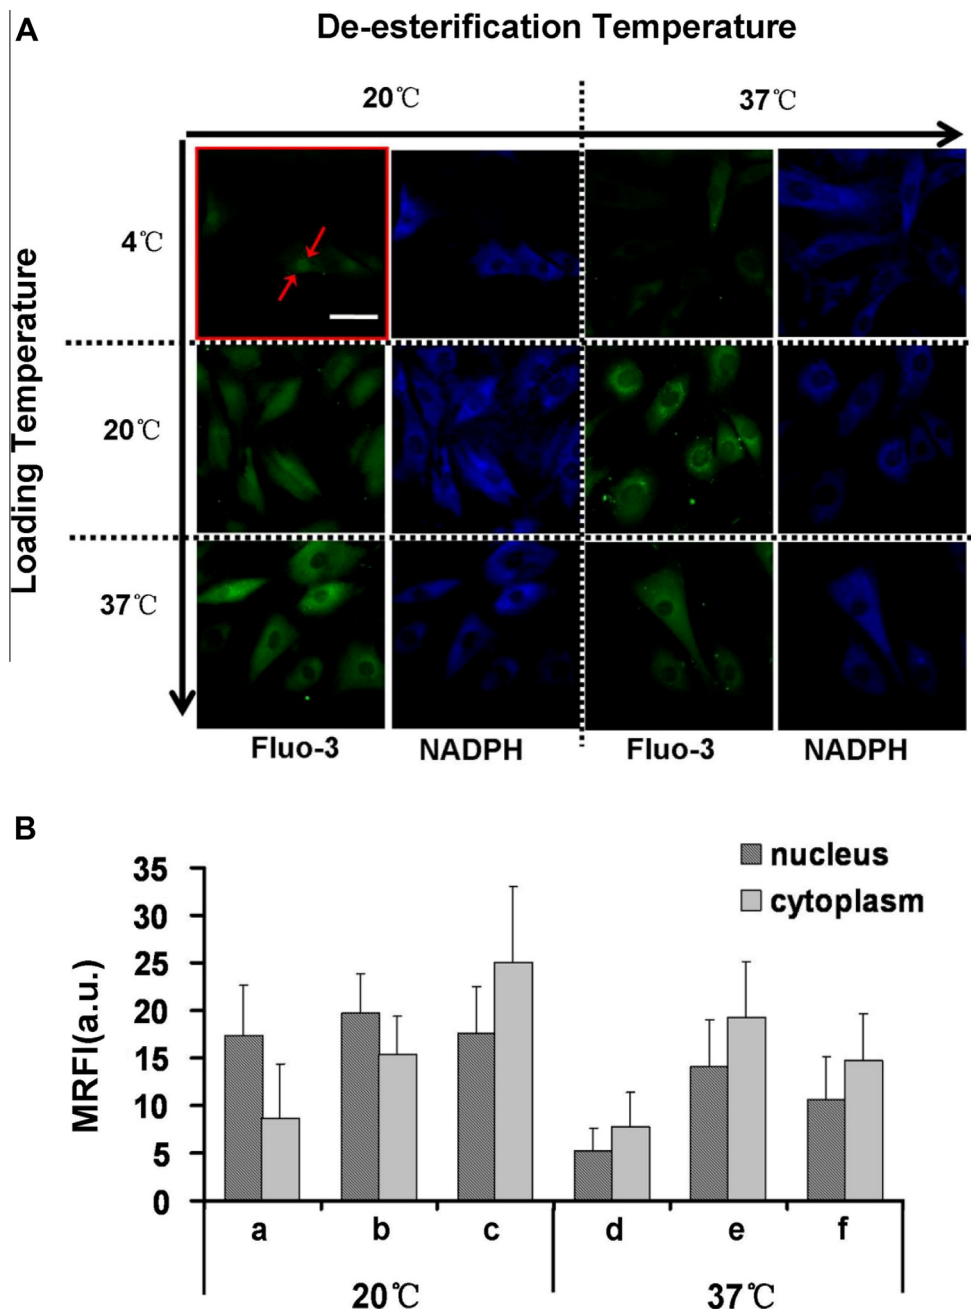 A
De-esterification Temperature
20℃ 37℃
Loading Temperature
4℃
20℃
37℃
Fluo-3 NADPH Fluo-3 NADPH
B
MRFI(a.u.)
35
30
25
20
15
10
5
0
nucleus
cytoplasm
a b c d e f
20℃ 37℃